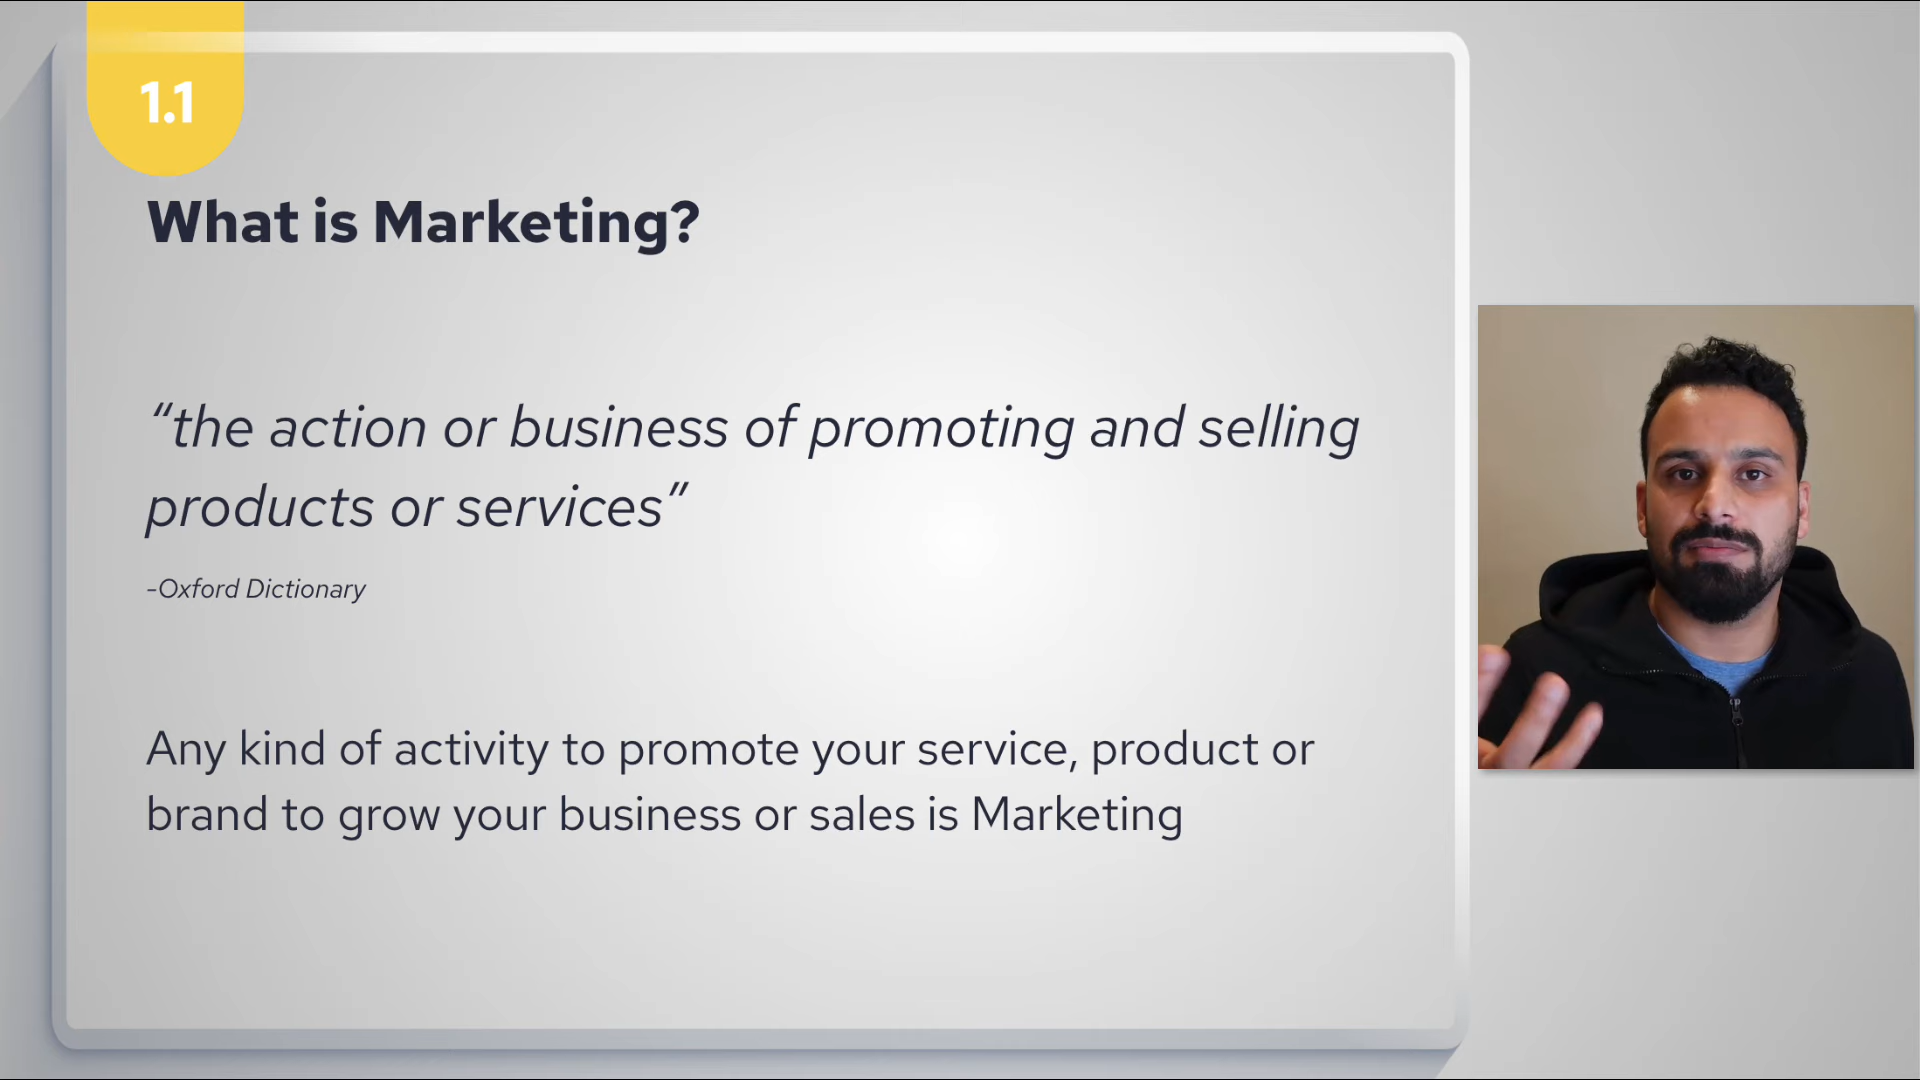 1.1
What is Marketing?
“the action or business of promoting and selling
products or services”
-Oxford Dictionary
Any kind of activity to promote your service, product or
brand to grow your business or sales is Marketing